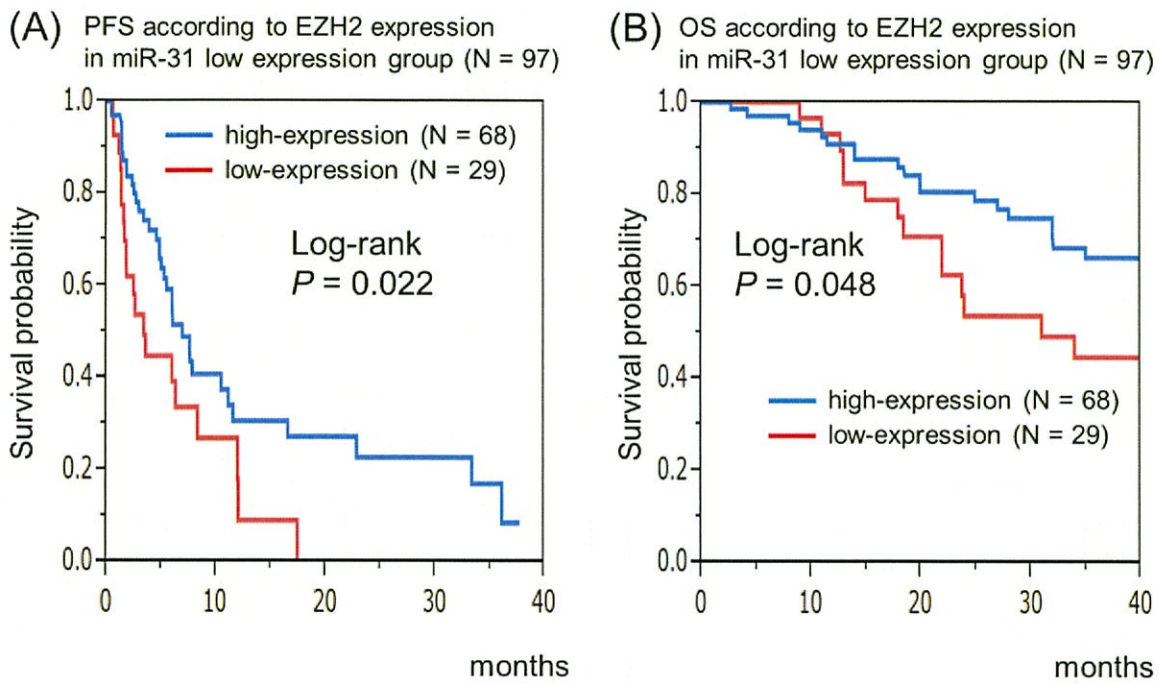 (A) PFS according to EZH2 expression
in miR-31 low expression group (N = 97)
Survival probability
1.0
0.8
0.6
0.4
0.2
0.0
high-expression (N = 68)
low-expression (N = 29)
Log-rank
P = 0.022
0 10 20 30 40
months
(B) OS according to EZH2 expression
in miR-31 low expression group (N = 97)
Survival probability
1.0
0.8
0.6
0.4
0.2
0.0
Log-rank
P = 0.048
high-expression (N = 68)
low-expression (N = 29)
0 10 20 30 40
months